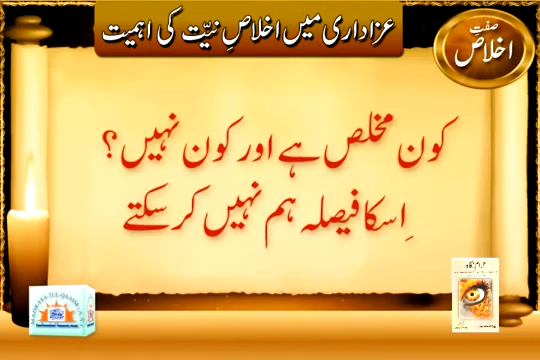 عزاداری میں اخلاصِ نیّت کی اہمیت
صفت
اخلاص
کون مخلص ہے اور کون نہیں؟
اِسکا فیصلہ ہم نہیں کرسکتے